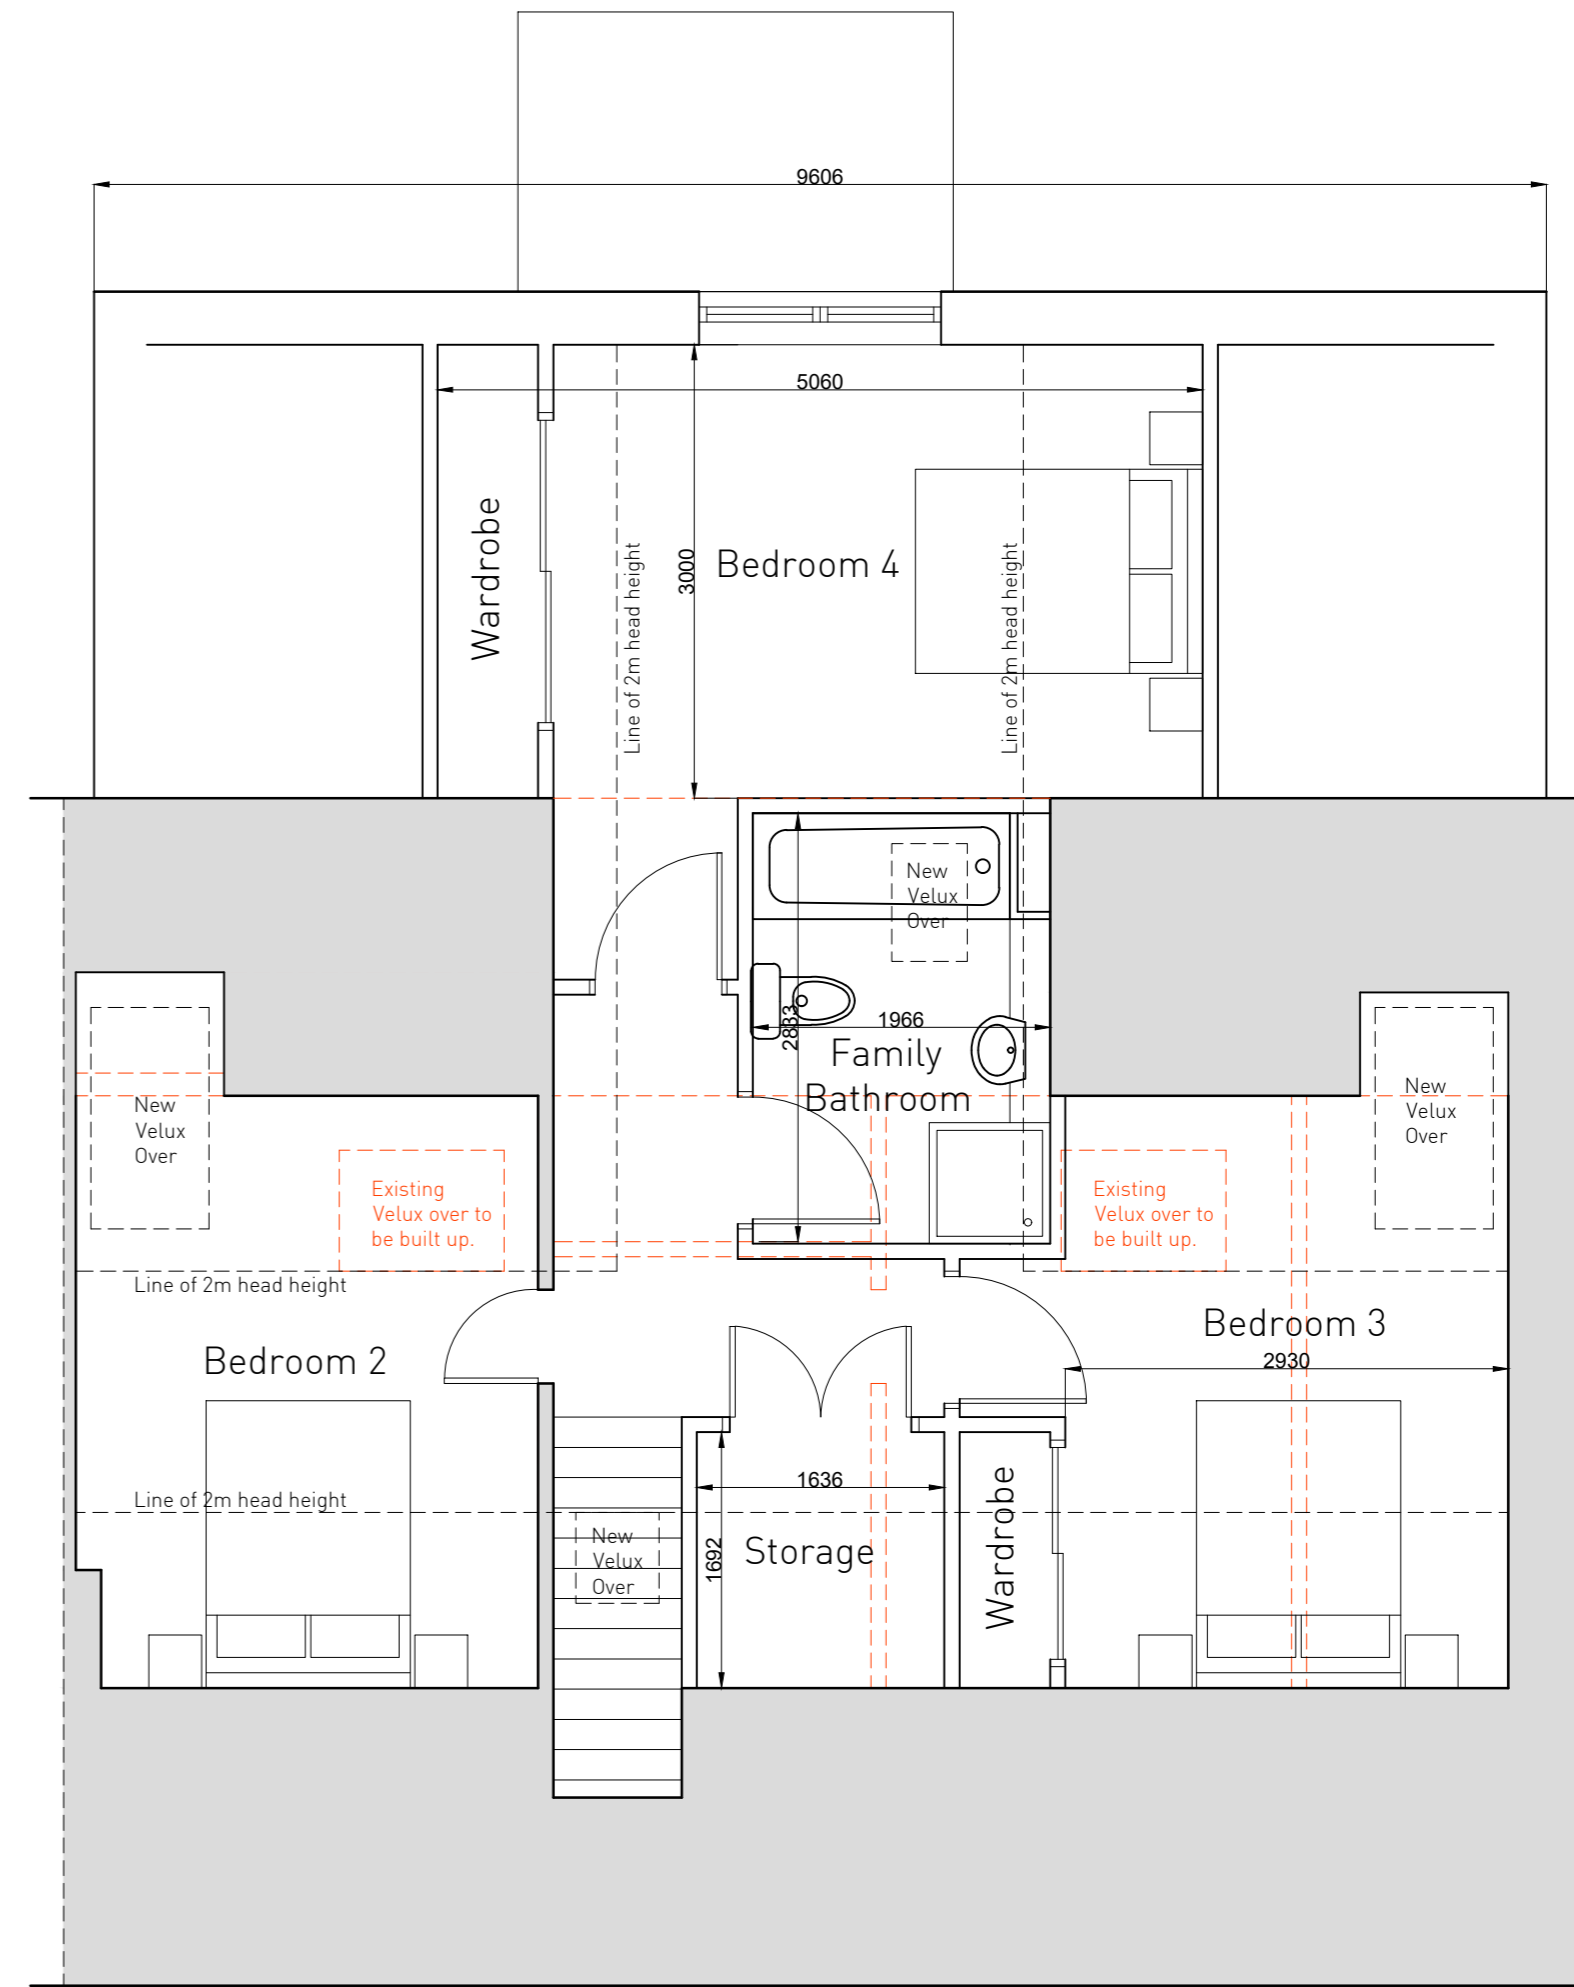 9606
5060
Wardrobe
3000
Bedroom 4
Line of 2m head height
Line of 2m head height
New
Velux
Over
2833
1966
Family
Bathroom
New
Velux
Over
New
Velux
Over
Existing
Velux over to
be built up.
Existing
Velux over to
be built up.
Line of 2m head height
Bedroom 2
Bedroom 3
2930
Line of 2m head height
1636
1692
Storage
Wardrobe
New
Velux
Over